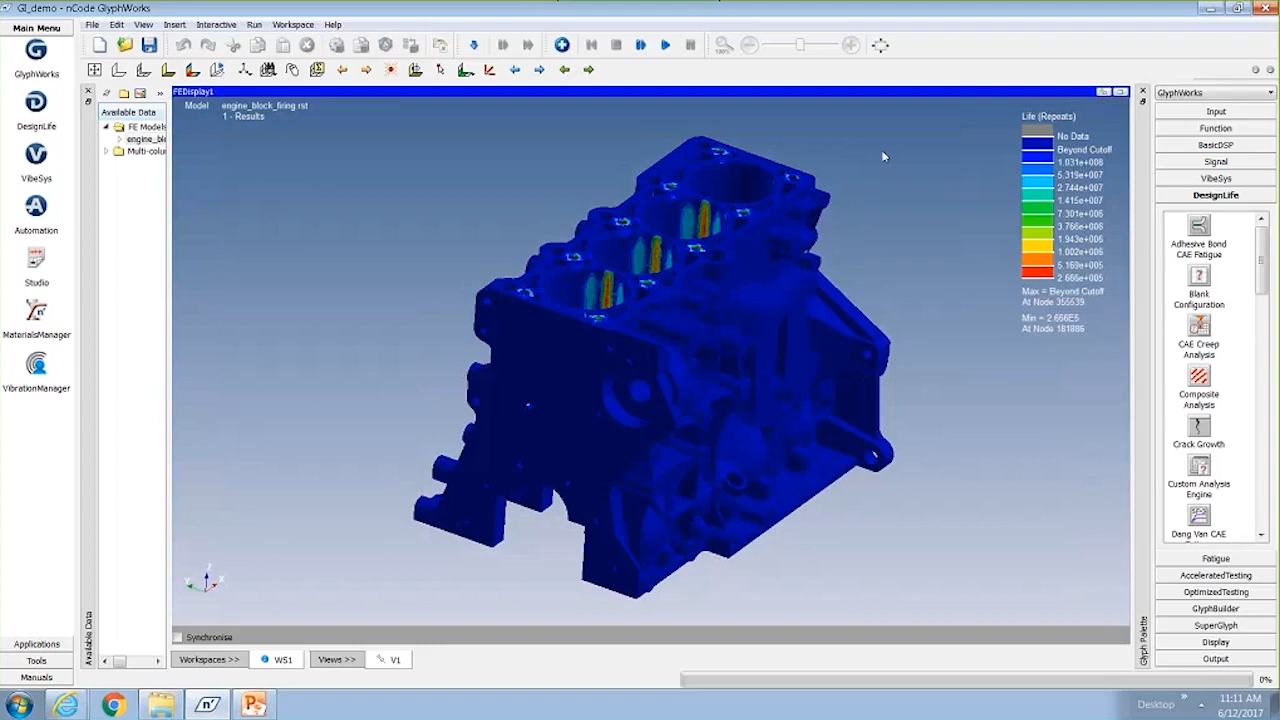 GI_demo - nCode GlyphWorks
Main Menu
File Edit View Insert Interactive Run Workspace Help
GlyphWorks
DesignLife
VibeSys
Automation
Studio
MaterialsManager
VibrationManager
Applications
Tools
Manuals
100%
Available Data
FE Models
engine_bl
Multi-colu
Available Data
FEDisplay1
Model engine_block_firing.rst
1 - Results
Life (Repeats)
No Data
Beyond Cutoff
1.031e+008
5.319e+007
2.744e+007
1.415e+007
7.301e+006
3.766e+006
1.943e+006
1.002e+006
5.169e+005
2.666e+005
Max = Beyond Cutoff
At Node 355539
Min = 2.666E5
At Node 181886
Z
Y
X
Synchronise
Workspaces >> WS1 Views >> V1
Glyph Palette
GlyphWorks
Input
Function
BasicDSP
Signal
VibeSys
DesignLife
Adhesive Bond
CAE Fatigue
Blank
Configuration
CAE Creep
Analysis
Composite
Analysis
Crack Growth
Custom Analysis
Engine
Dang Van CAE
Fatigue
AcceleratedTesting
OptimizedTesting
GlyphBuilder
SuperGlyph
Display
Output
0%
Desktop
11:11 AM
6/12/2017